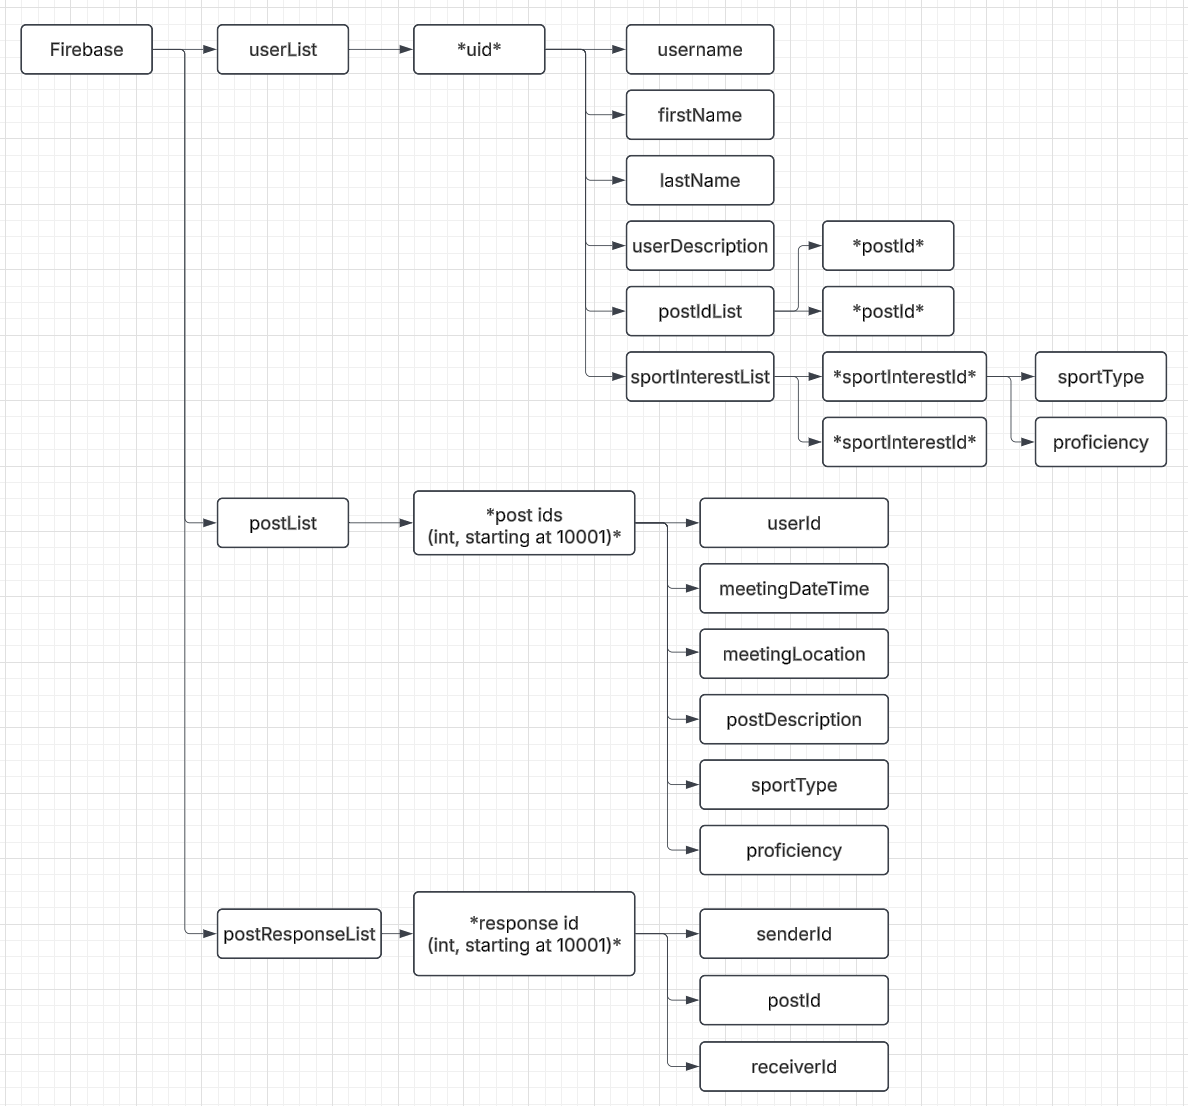 Firebase
userList
*uid*
username
firstName
lastName
userDescription
*postId*
postIdList
*postId*
sportInterestList
*sportInterestId*
sportType
*sportInterestId*
proficiency
postList
*post ids
(int, starting at 10001)*
userId
meetingDateTime
meetingLocation
postDescription
sportType
proficiency
postResponseList
*response id
(int, starting at 10001)*
senderId
postId
receiverId